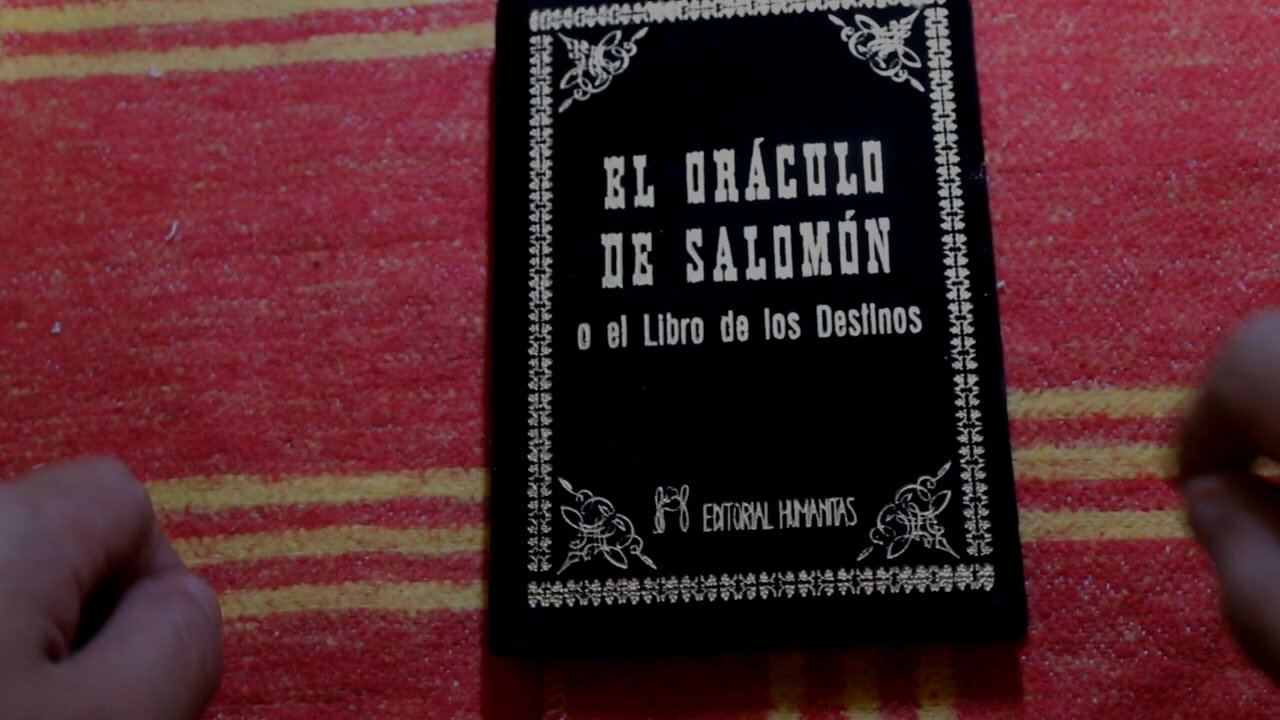 EL ORÁCULO
DE SALOMÓN
o el Libro de los Destinos
EDITORIAL HUMANITAS